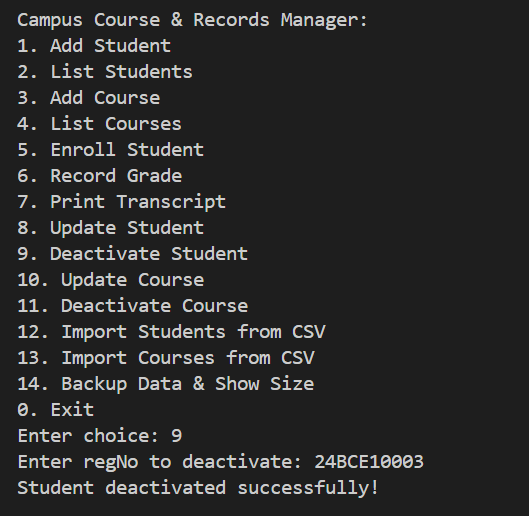 Campus Course & Records Manager:
1. Add Student
2. List Students
3. Add Course
4. List Courses
5. Enroll Student
6. Record Grade
7. Print Transcript
8. Update Student
9. Deactivate Student
10. Update Course
11. Deactivate Course
12. Import Students from CSV
13. Import Courses from CSV
14. Backup Data & Show Size
0. Exit
Enter choice: 9
Enter regNo to deactivate: 24BCE10003
Student deactivated successfully!